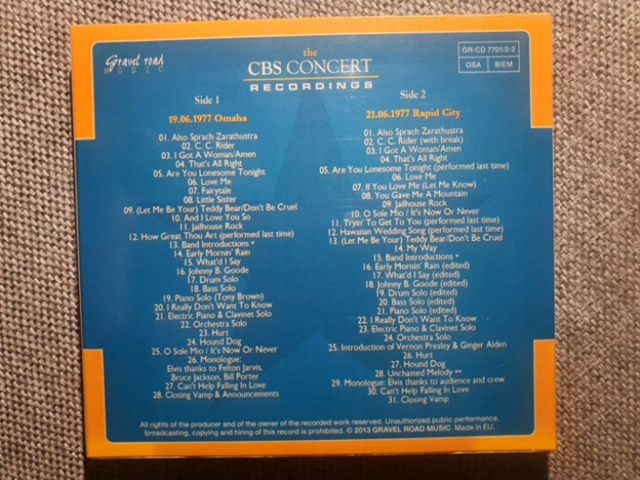 Gravel road
MUSIC
the
CBS CONCERT
RECORDINGS
GR-CD 7701/2-2
OSA BIEM
Side 1
19.06.1977 Omaha
01. Also Sprach Zarathustra
02. C. C. Rider
03. I Got A Woman/Amen
04. That's All Right
05. Are You Lonesome Tonight
06. Love Me
07. Fairytale
08. Little Sister
09. (Let Me Be Your) Teddy Bear/Don't Be Cruel
10. And I Love You So
11. Jailhouse Rock
12. How Great Thou Art (performed last time)
13. Band Introductions *
14. Early Mornin' Rain
15. What'd I Say
16. Johnny B. Goode
17. Drum Solo
18. Bass Solo
19. Piano Solo (Tony Brown)
20. I Really Don't Want To Know
21. Electric Piano & Clavinet Solo
22. Orchestra Solo
23. Hurt
24. Hound Dog
25. O Sole Mio / It's Now Or Never
26. Monologue:
Elvis thanks to Felton Jarvis,
Bruce Jackson, Bill Porter
27. Can't Help Falling In Love
28. Closing Vamp & Announcements
Side 2
21.06.1977 Rapid City
01. Also Sprach Zarathustra
02. C. C. Rider (with break)
03. I Got A Woman/Amen
04. That's All Right
05. Are You Lonesome Tonight (performed last time)
06. Love Me
07. If You Love Me (Let Me Know)
08. You Gave Me A Mountain
09. Jailhouse Rock
10. O Sole Mio / It's Now Or Never
11. Tryin' To Get To You (performed last time)
12. Hawaiian Wedding Song (performed last time)
13. (Let Me Be Your) Teddy Bear/Don't Be Cruel
14. My Way
15. Band Introductions *
16. Early Mornin' Rain (edited)
17. What'd I Say (edited)
18. Johnny B. Goode (edited)
19. Drum Solo (edited)
20. Bass Solo (edited)
21. Piano Solo (edited)
22. I Really Don't Want To Know
23. Electric Piano & Clavinet Solo
24. Orchestra Solo
25. Introduction of Vernon Presley & Ginger Alden
26. Hurt
27. Hound Dog
28. Unchained Melody **
29. Monologue: Elvis thanks to audience and crew
30. Can't Help Falling In Love
31. Closing Vamp
All rights of the producer and of the owner of the recorded work reserved. Unauthorized public performance,
broadcasting, copying and hiring of this record is prohibited. © 2013 GRAVEL ROAD MUSIC. Made in EU.